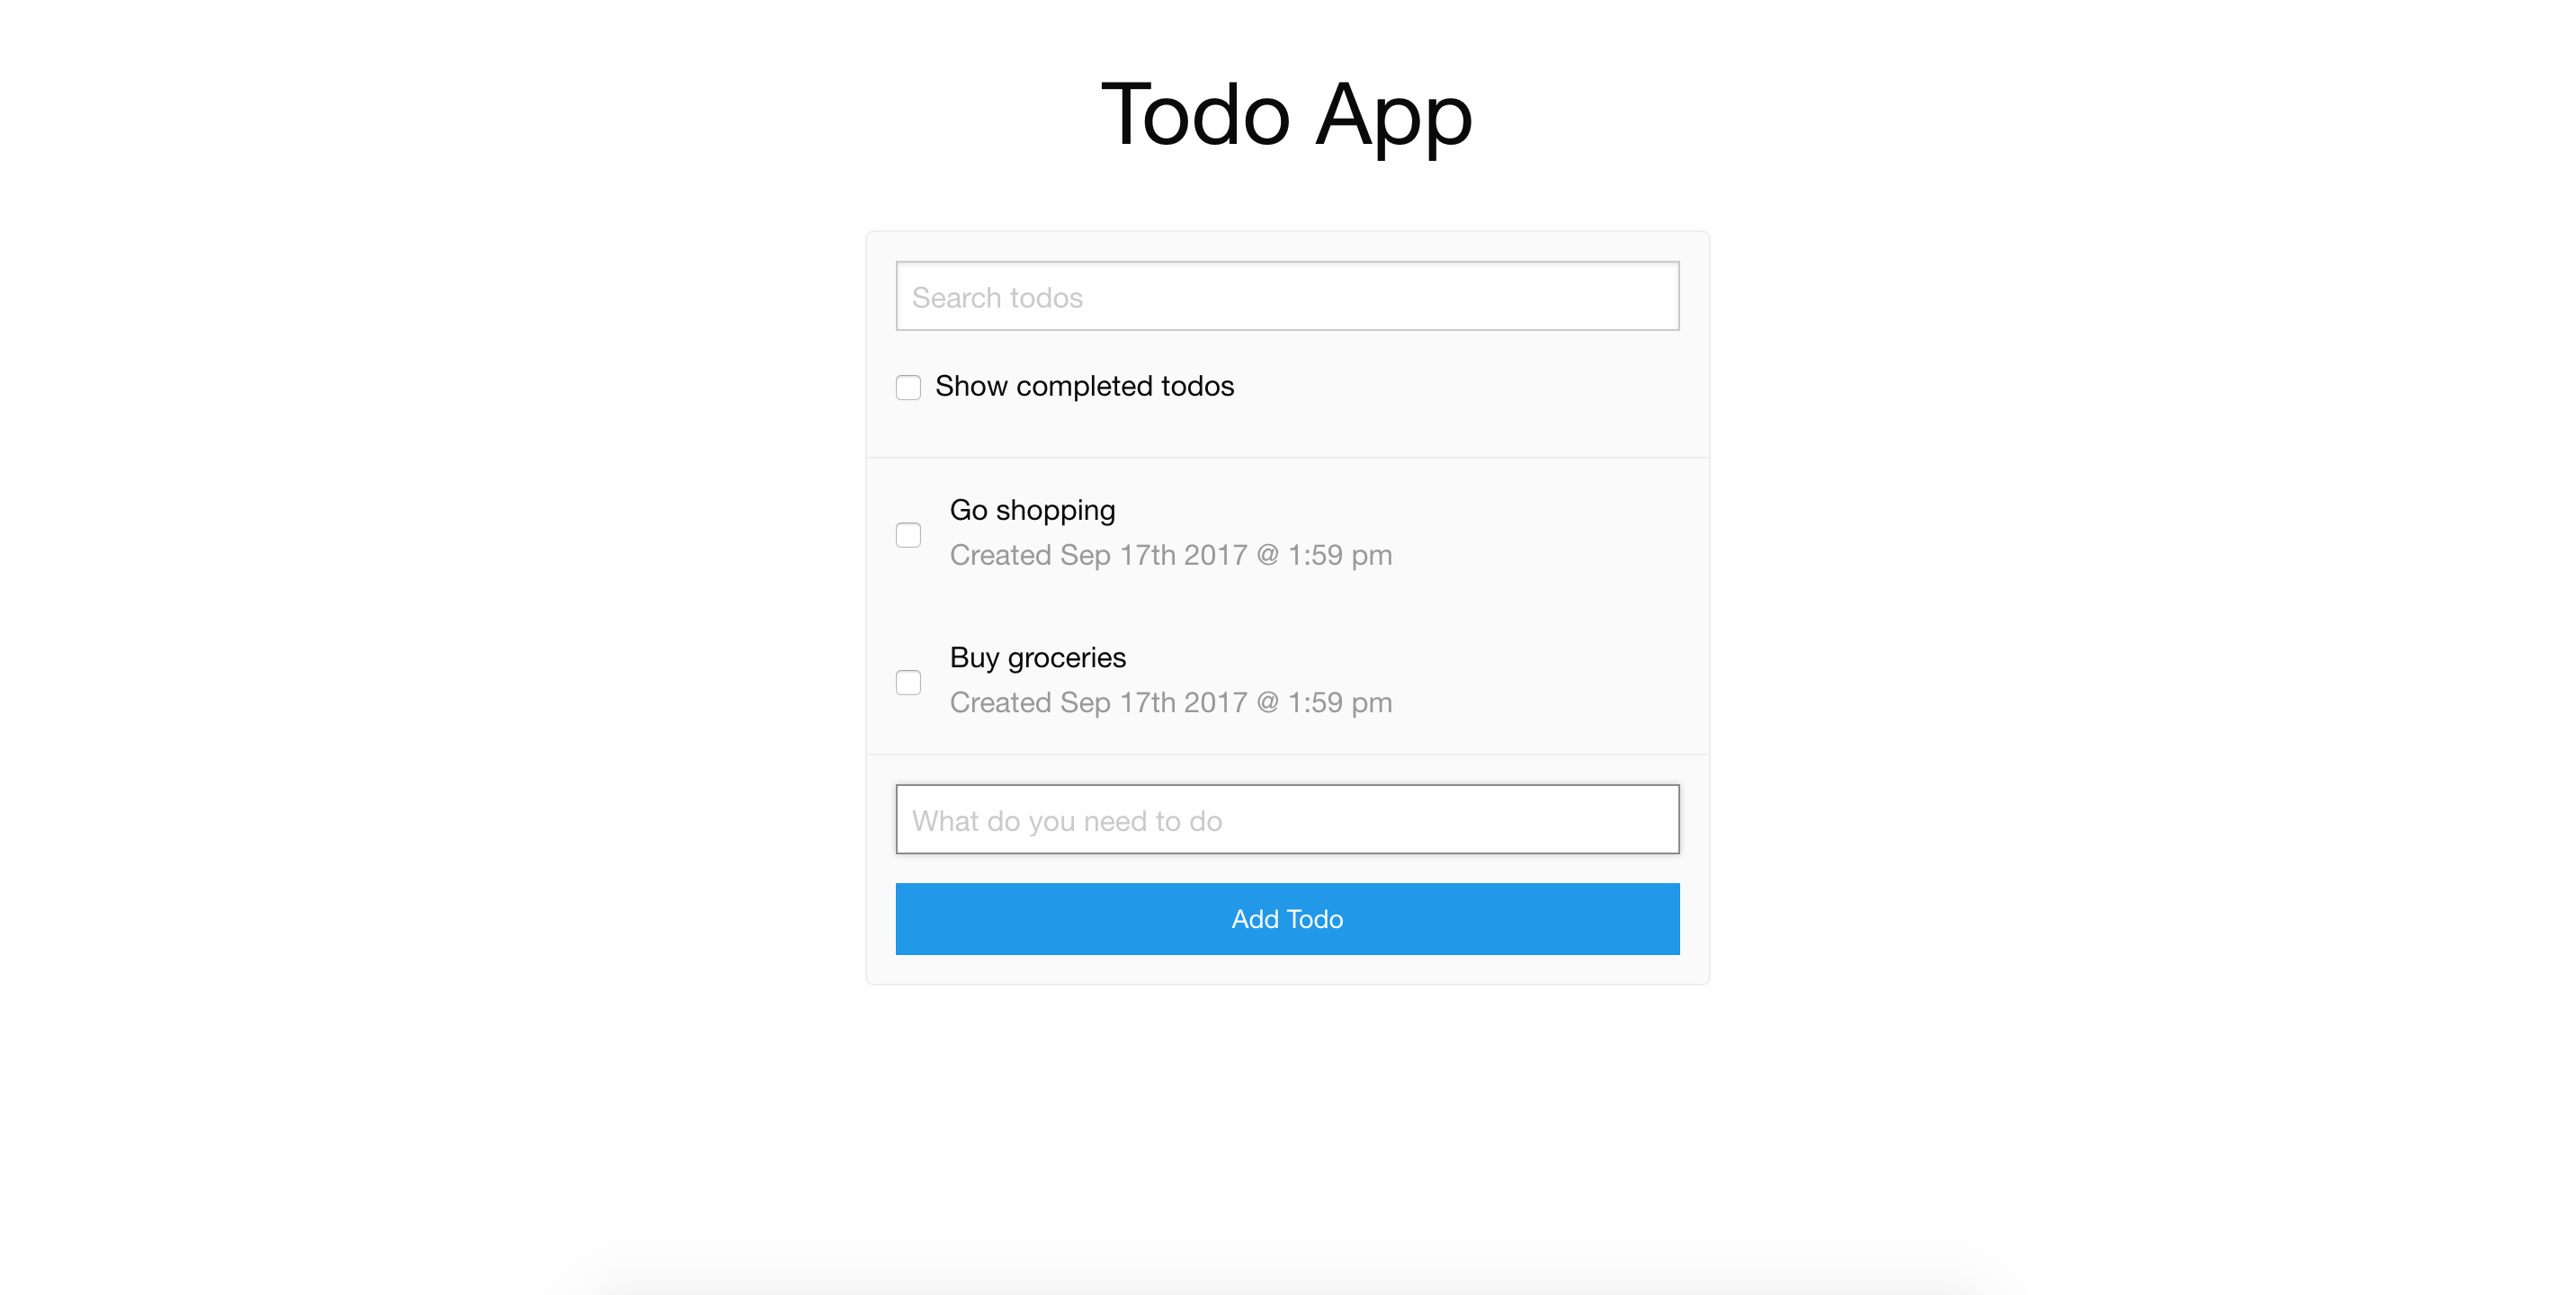 Todo App
Search todos
Show completed todos
Go shopping
Created Sep 17th 2017 @ 1:59 pm
Buy groceries
Created Sep 17th 2017 @ 1:59 pm
What do you need to do
Add Todo